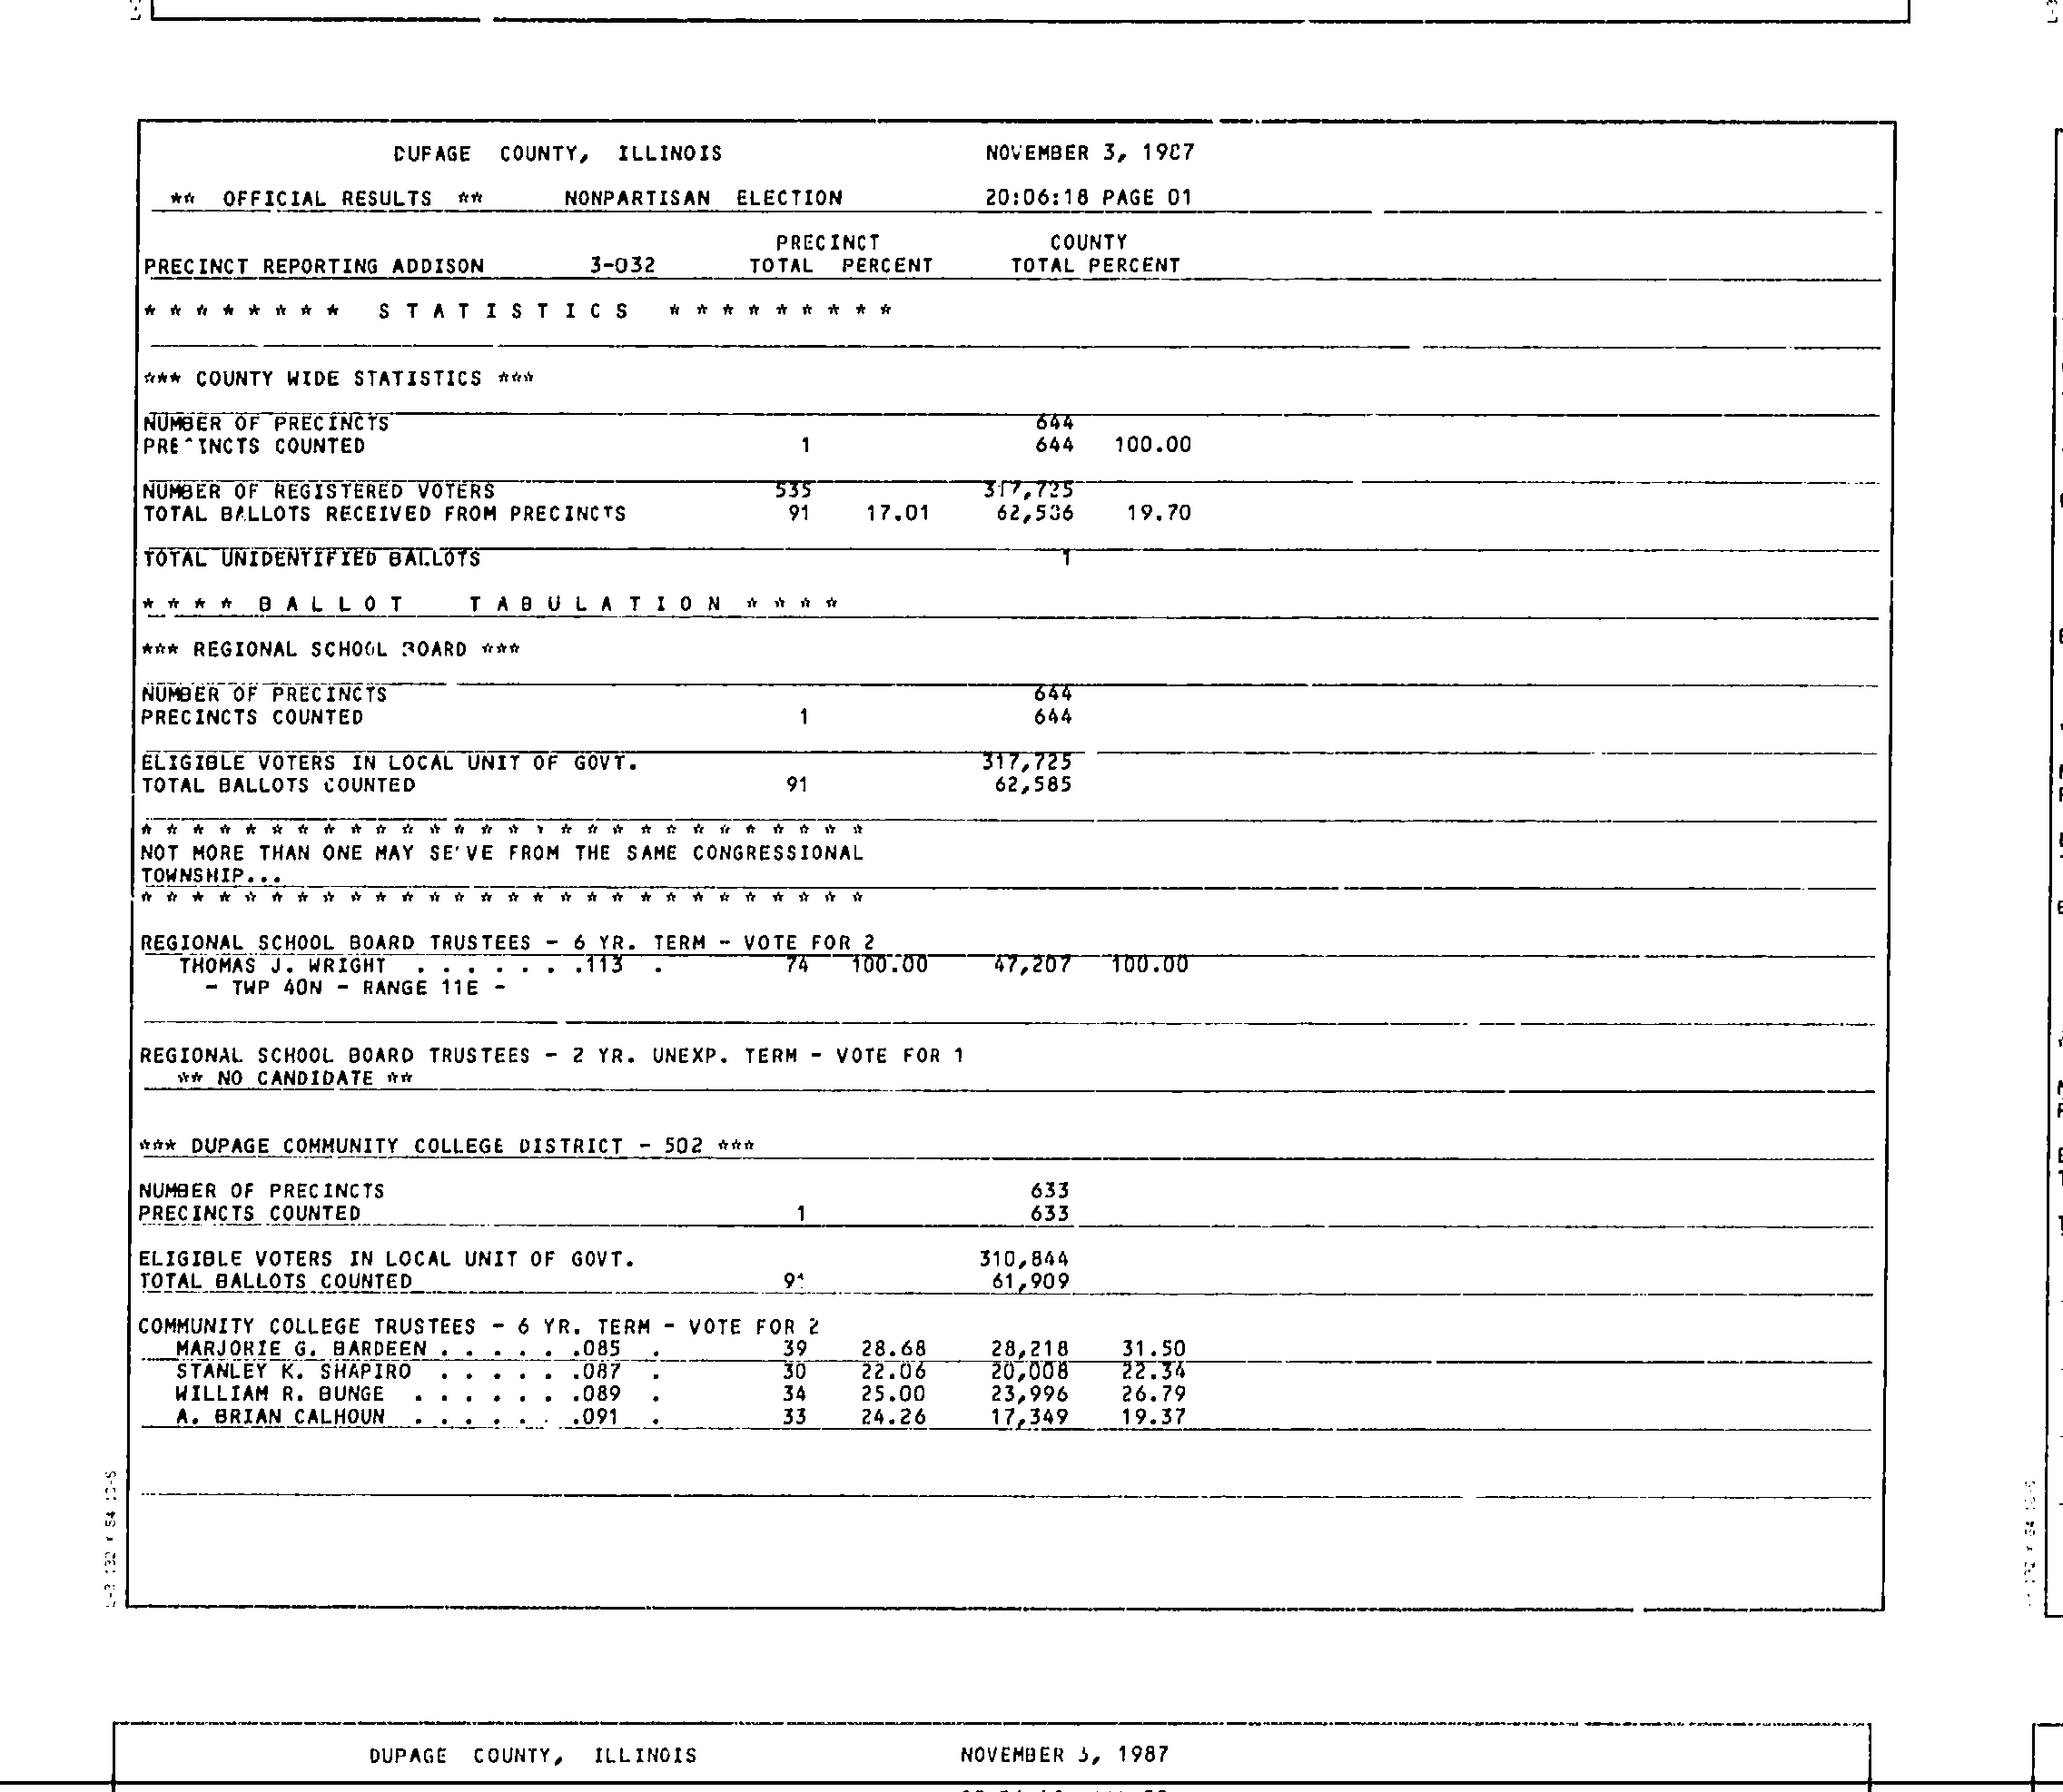 DUPAGE COUNTY, ILLINOIS NOVEMBER 3, 1987
** OFFICIAL RESULTS ** NONPARTISAN ELECTION 20:06:18 PAGE 01
PRECINCT COUNTY
PRECINCT REPORTING ADDISON 3-032 TOTAL PERCENT TOTAL PERCENT
* * * * * * * * S T A T I S T I C S * * * * * * * * *
*** COUNTY WIDE STATISTICS ***
NUMBER OF PRECINCTS 644
PRECINCTS COUNTED 1 644 100.00
NUMBER OF REGISTERED VOTERS 535 317,725
TOTAL BALLOTS RECEIVED FROM PRECINCTS 91 17.01 62,586 19.70
TOTAL UNIDENTIFIED BALLOTS 1
* * * * B A L L O T T A B U L A T I O N * * * *
*** REGIONAL SCHOOL BOARD ***
NUMBER OF PRECINCTS 644
PRECINCTS COUNTED 1 644
ELIGIBLE VOTERS IN LOCAL UNIT OF GOVT. 317,725
TOTAL BALLOTS COUNTED 91 62,585
* * * * * * * * * * * * * * * * * * * * * * * * * * * *
NOT MORE THAN ONE MAY SERVE FROM THE SAME CONGRESSIONAL
TOWNSHIP...
* * * * * * * * * * * * * * * * * * * * * * * * * * * *
REGIONAL SCHOOL BOARD TRUSTEES - 6 YR. TERM - VOTE FOR 2
THOMAS J. WRIGHT . . . . . . .113 . 74 100.00 47,207 100.00
- TWP 40N - RANGE 11E -
REGIONAL SCHOOL BOARD TRUSTEES - 2 YR. UNEXP. TERM - VOTE FOR 1
** NO CANDIDATE **
*** DUPAGE COMMUNITY COLLEGE DISTRICT - 502 ***
NUMBER OF PRECINCTS 633
PRECINCTS COUNTED 1 633
ELIGIBLE VOTERS IN LOCAL UNIT OF GOVT. 310,844
TOTAL BALLOTS COUNTED 91 61,909
COMMUNITY COLLEGE TRUSTEES - 6 YR. TERM - VOTE FOR 2
MARJORIE G. BARDEEN . . . . . .085 . 39 28.68 28,218 31.50
STANLEY K. SHAPIRO . . . . . .087 . 30 22.06 20,008 22.34
WILLIAM R. BUNGE . . . . . . .089 . 34 25.00 23,996 26.79
A. BRIAN CALHOUN . . . . . . .091 . 33 24.26 17,349 19.37
DUPAGE COUNTY, ILLINOIS NOVEMBER 3, 1987